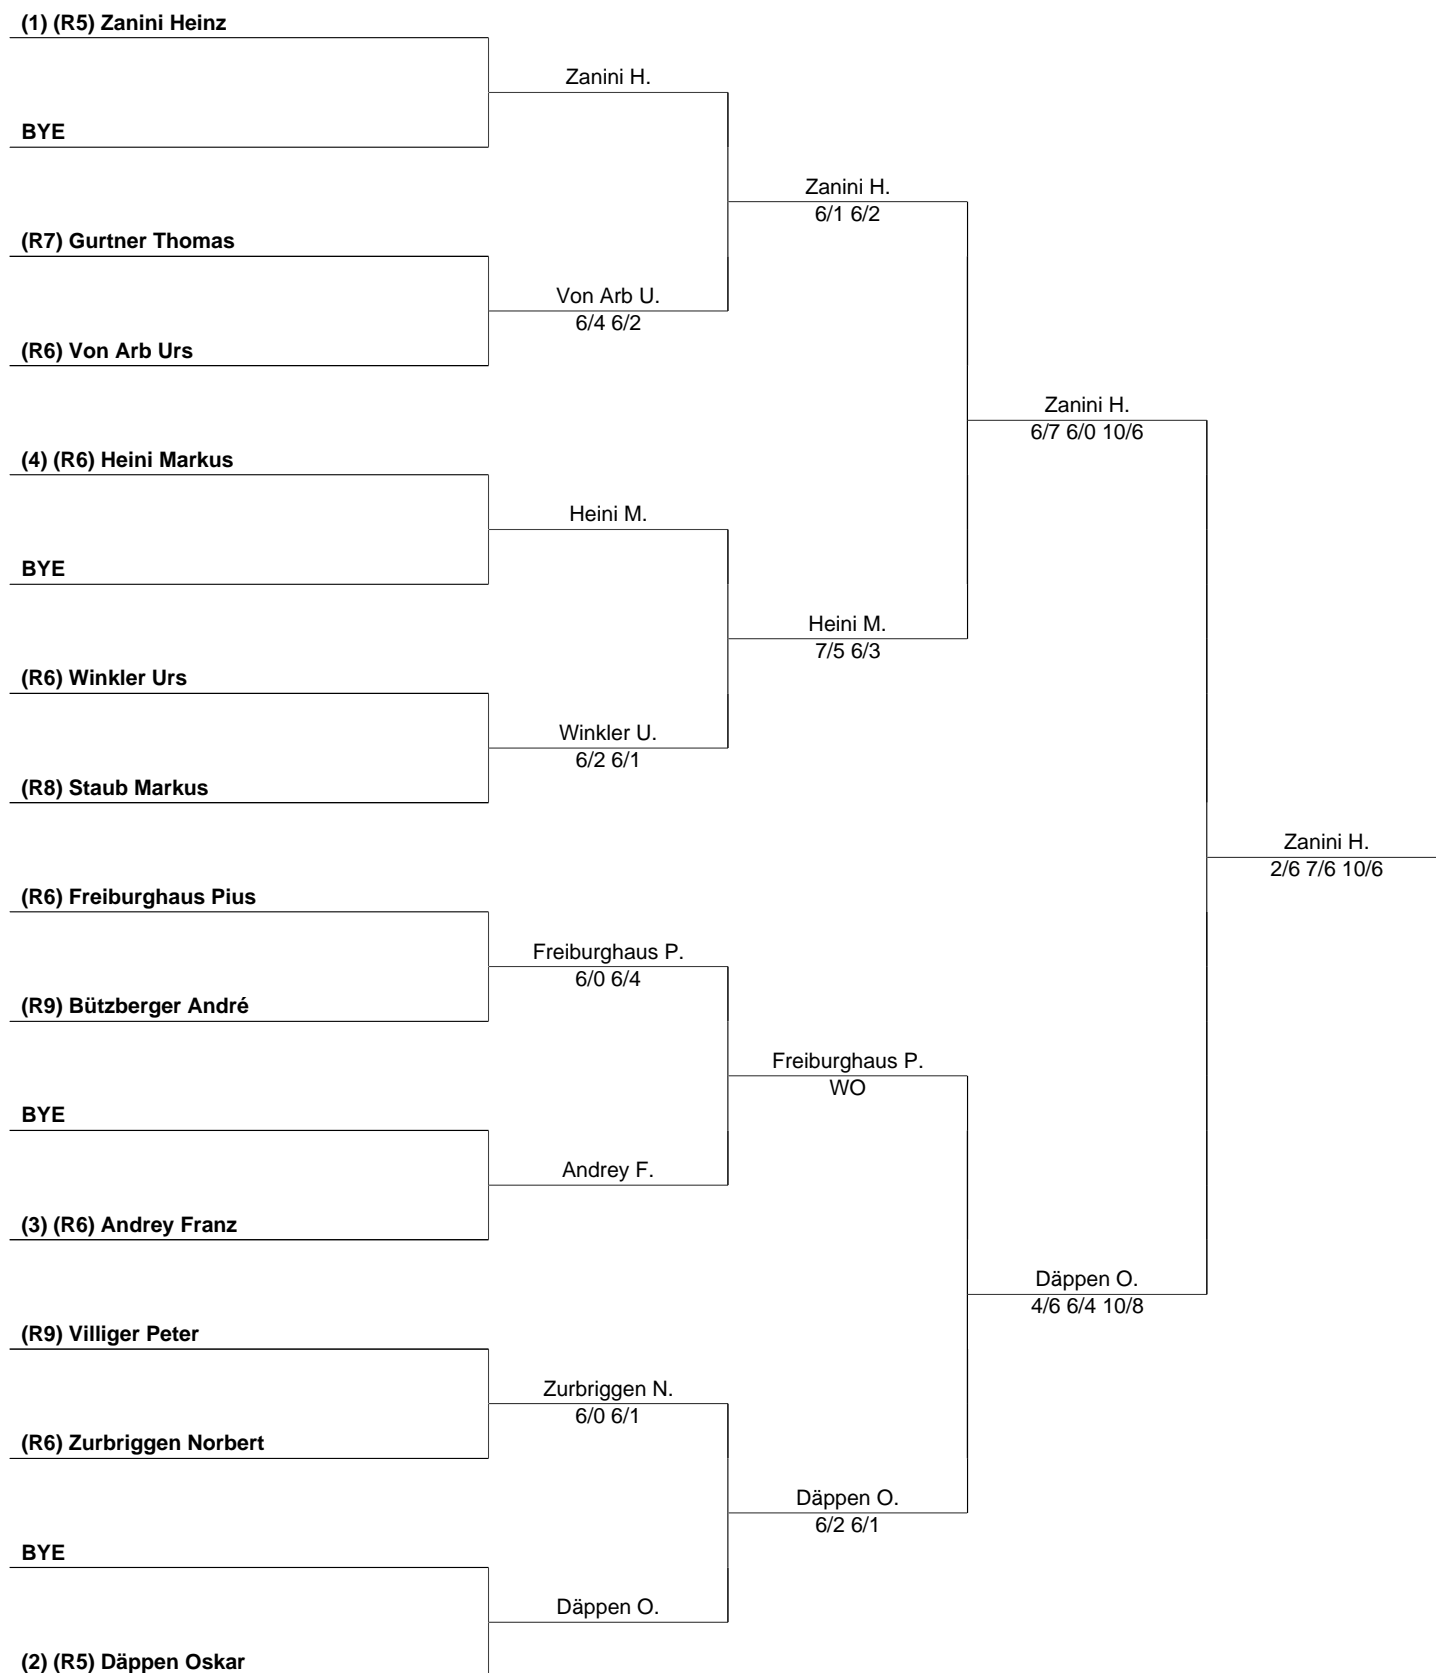 (1) (R5) Zanini Heinz
Zanini H.
BYE
Zanini H.
6/1 6/2
(R7) Gurtner Thomas
Von Arb U.
6/4 6/2
(R6) Von Arb Urs
Zanini H.
6/7 6/0 10/6
(4) (R6) Heini Markus
Heini M.
BYE
Heini M.
7/5 6/3
(R6) Winkler Urs
Winkler U.
6/2 6/1
(R8) Staub Markus
Zanini H.
2/6 7/6 10/6
(R6) Freiburghaus Pius
Freiburghaus P.
6/0 6/4
(R9) Bützberger André
Freiburghaus P.
WO
BYE
Andrey F.
(3) (R6) Andrey Franz
Däppen O.
4/6 6/4 10/8
(R9) Villiger Peter
Zurbriggen N.
6/0 6/1
(R6) Zurbriggen Norbert
Däppen O.
6/2 6/1
BYE
Däppen O.
(2) (R5) Däppen Oskar